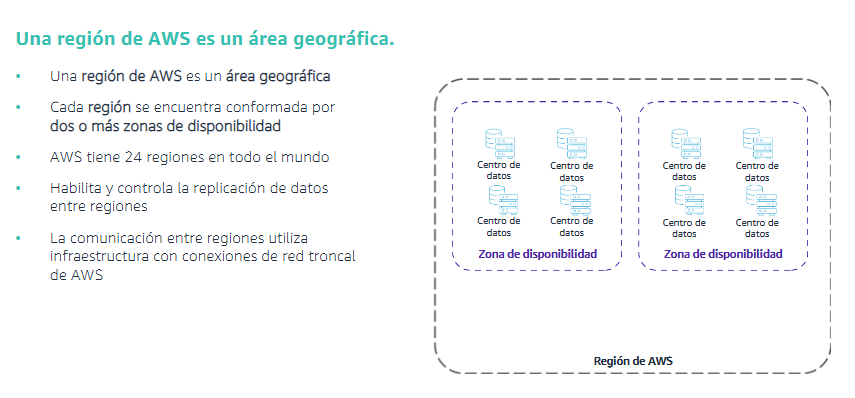 Una región de AWS es un área geográfica.
• Una región de AWS es un área geográfica
• Cada región se encuentra conformada por
dos o más zonas de disponibilidad
• AWS tiene 24 regiones en todo el mundo
• Habilita y controla la replicación de datos
entre regiones
• La comunicación entre regiones utiliza
infraestructura con conexiones de red troncal
de AWS
Centro de
datos
Centro de
datos
Centro de
datos
Centro de
datos
Zona de disponibilidad
Centro de
datos
Centro de
datos
Centro de
datos
Centro de
datos
Zona de disponibilidad
Región de AWS